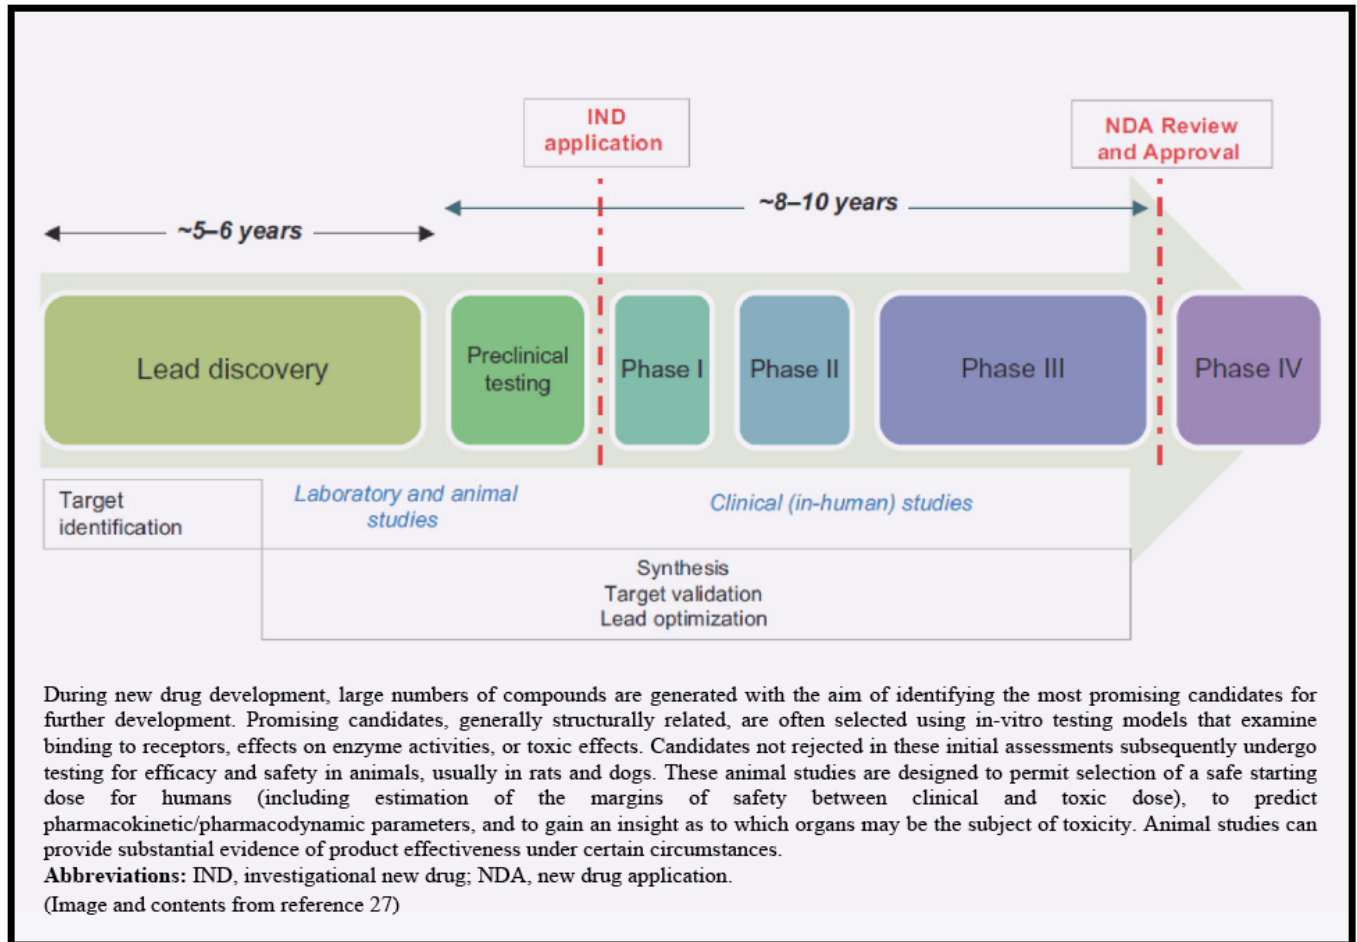 IND
application
NDA Review
and Approval
~8–10 years
~5–6 years
Lead discovery
Preclinical
testing
Phase I
Phase II
Phase III
Phase IV
Target
identification
Laboratory and animal
studies
Clinical (in-human) studies
Synthesis
Target validation
Lead optimization
During new drug development, large numbers of compounds are generated with the aim of identifying the most promising candidates for
further development. Promising candidates, generally structurally related, are often selected using in-vitro testing models that examine
binding to receptors, effects on enzyme activities, or toxic effects. Candidates not rejected in these initial assessments subsequently undergo
testing for efficacy and safety in animals, usually in rats and dogs. These animal studies are designed to permit selection of a safe starting
dose for humans (including estimation of the margins of safety between clinical and toxic dose), to predict
pharmacokinetic/pharmacodynamic parameters, and to gain an insight as to which organs may be the subject of toxicity. Animal studies can
provide substantial evidence of product effectiveness under certain circumstances.
Abbreviations: IND, investigational new drug; NDA, new drug application.
(Image and contents from reference 27)